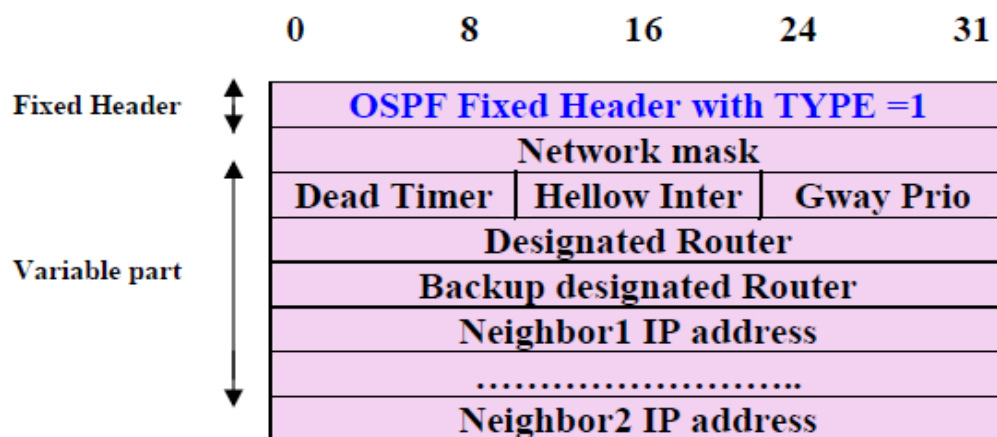 0 8 16 24 31
Fixed Header
OSPF Fixed Header with TYPE =1
Network mask
Dead Timer Hellow Inter Gway Prio
Designated Router
Variable part
Backup designated Router
Neighbor1 IP address
...........................
Neighbor2 IP address